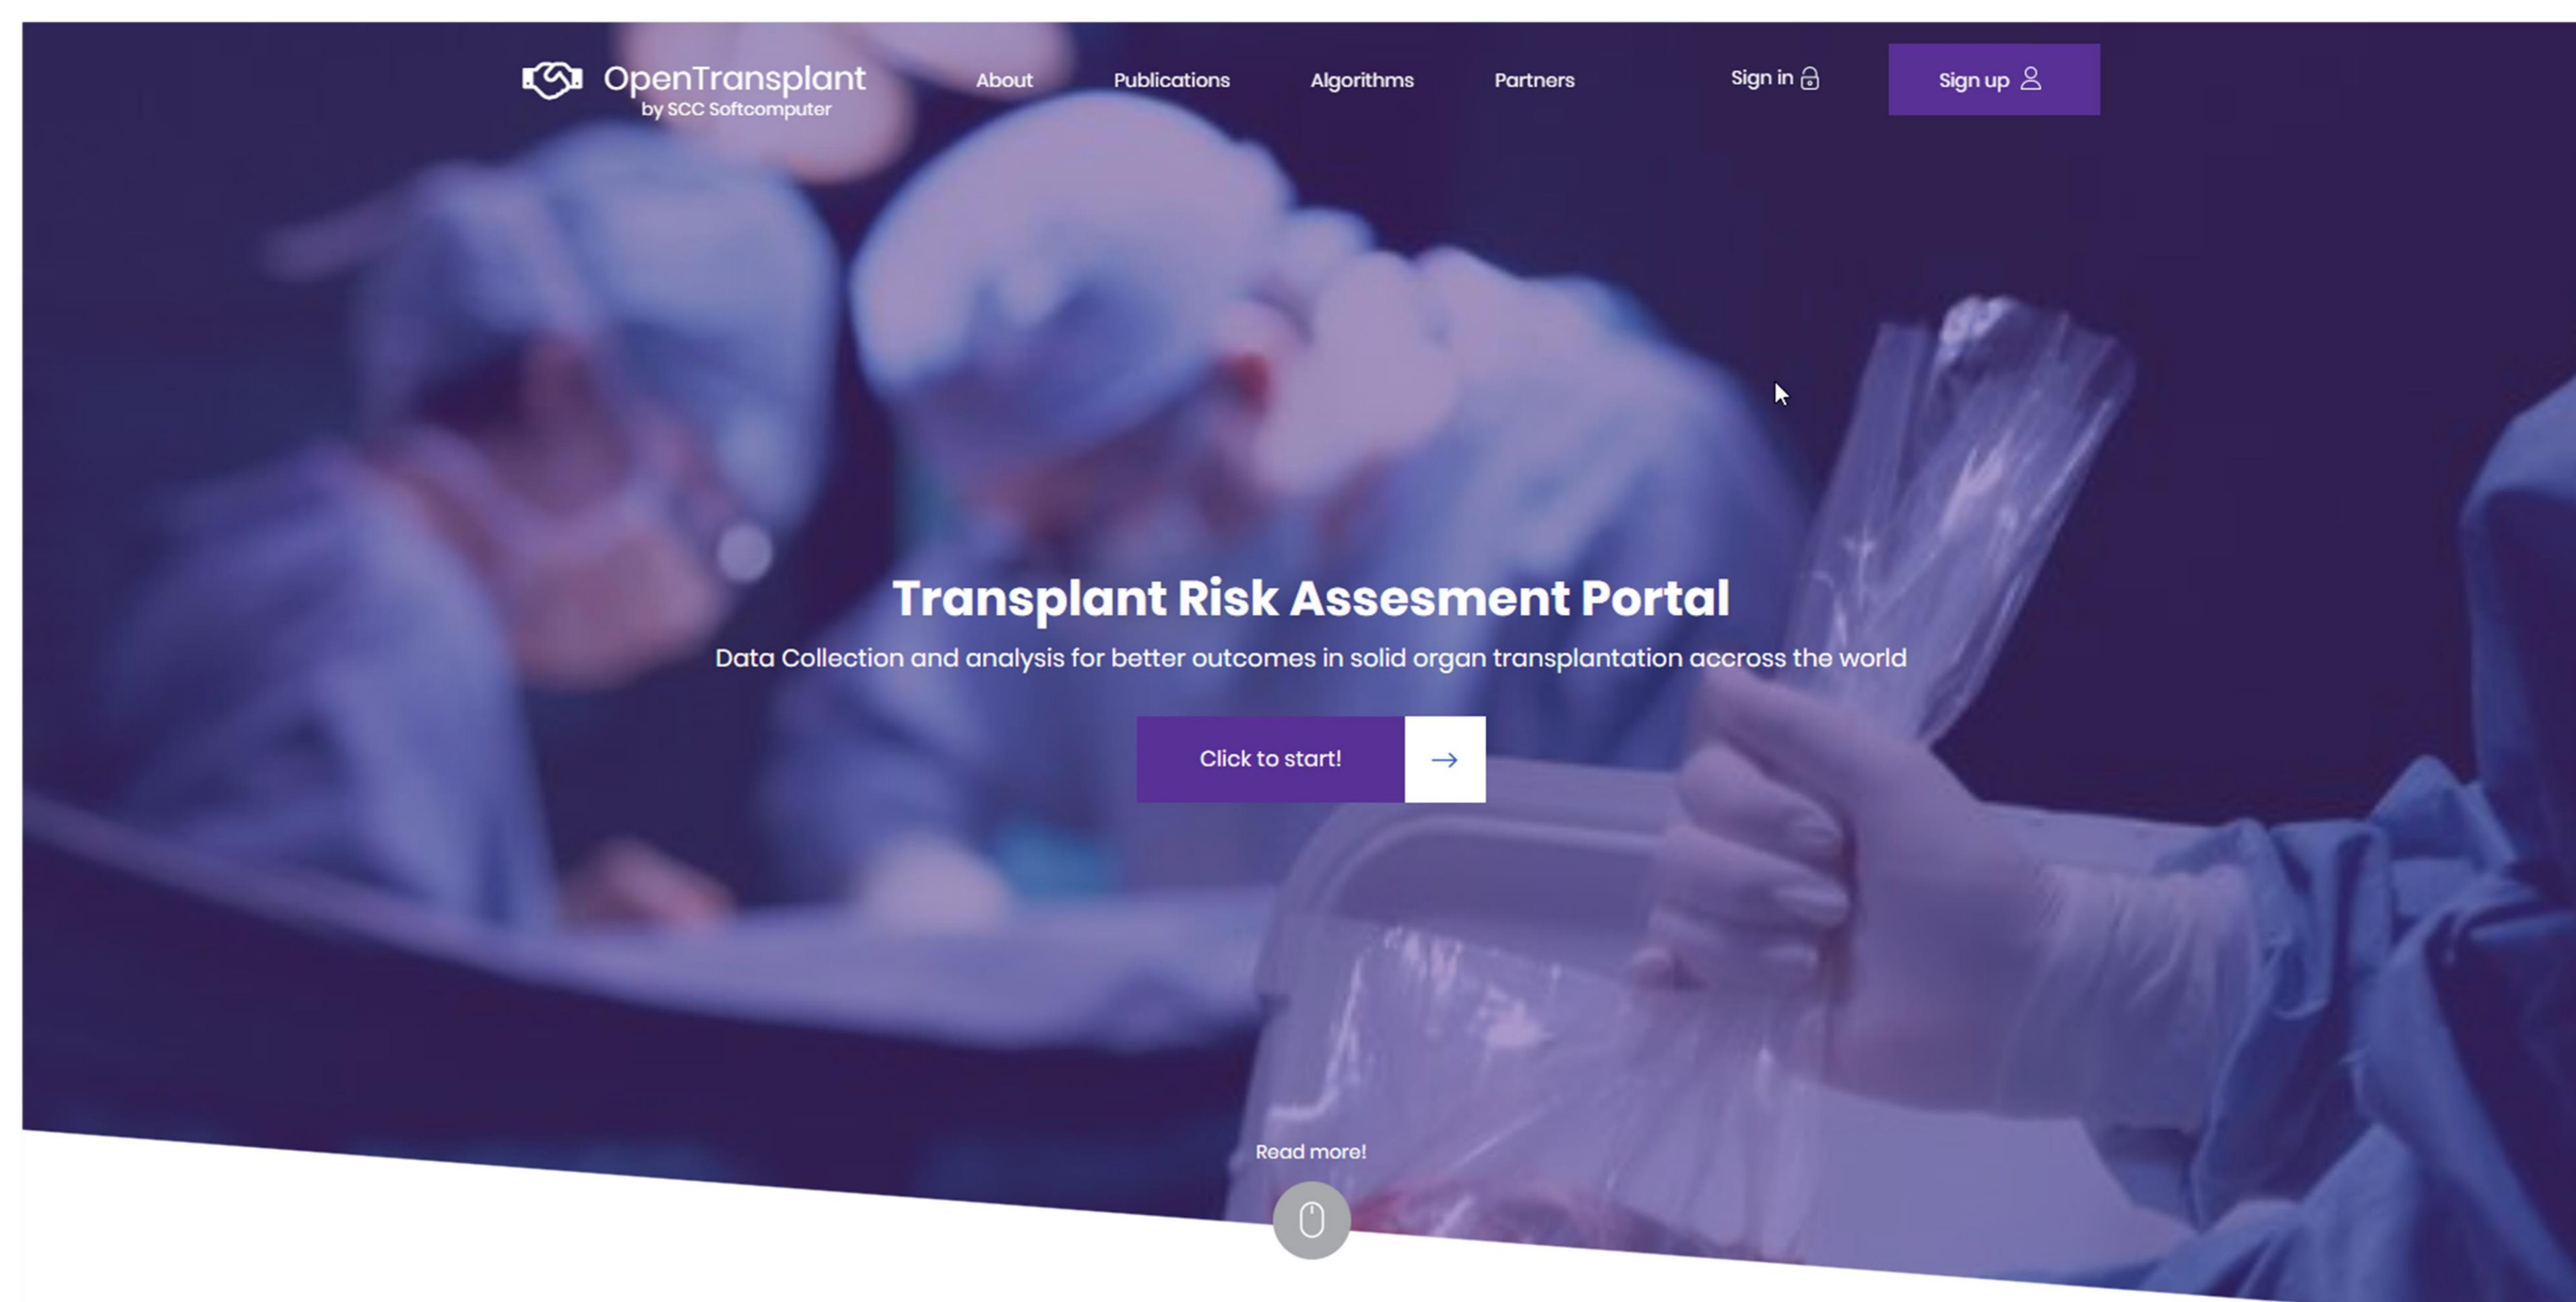 OpenTransplant
by SCC Softcomputer
About
Publications
Algorithms
Partners
Sign in
Sign up
Transplant Risk Assesment Portal
Data Collection and analysis for better outcomes in solid organ transplantation accross the world
Click to start!
Read more!